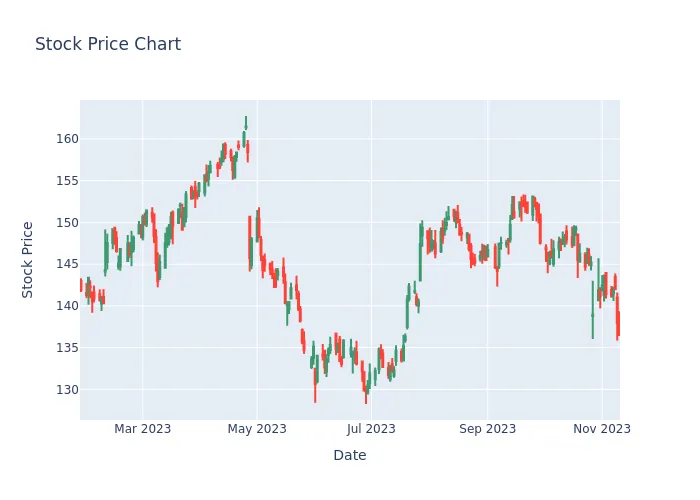 Stock Price Chart
Stock Price
160
155
150
145
140
135
130
Mar 2023
May 2023
Jul 2023
Sep 2023
Nov 2023
Date